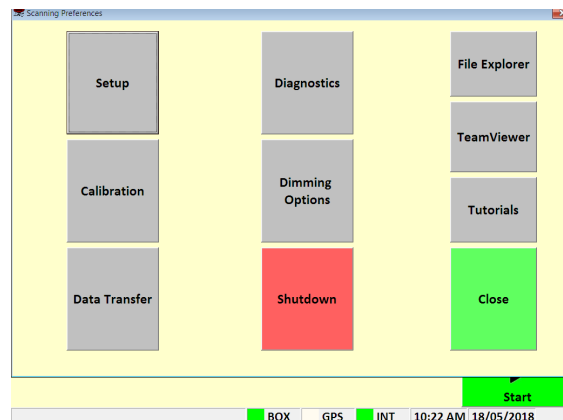 Scanning Preferences
Setup
Diagnostics
File Explorer
TeamViewer
Calibration
Dimming
Options
Tutorials
Data Transfer
Shutdown
Close
Start
BOX GPS INT 10:22 AM 18/05/2018